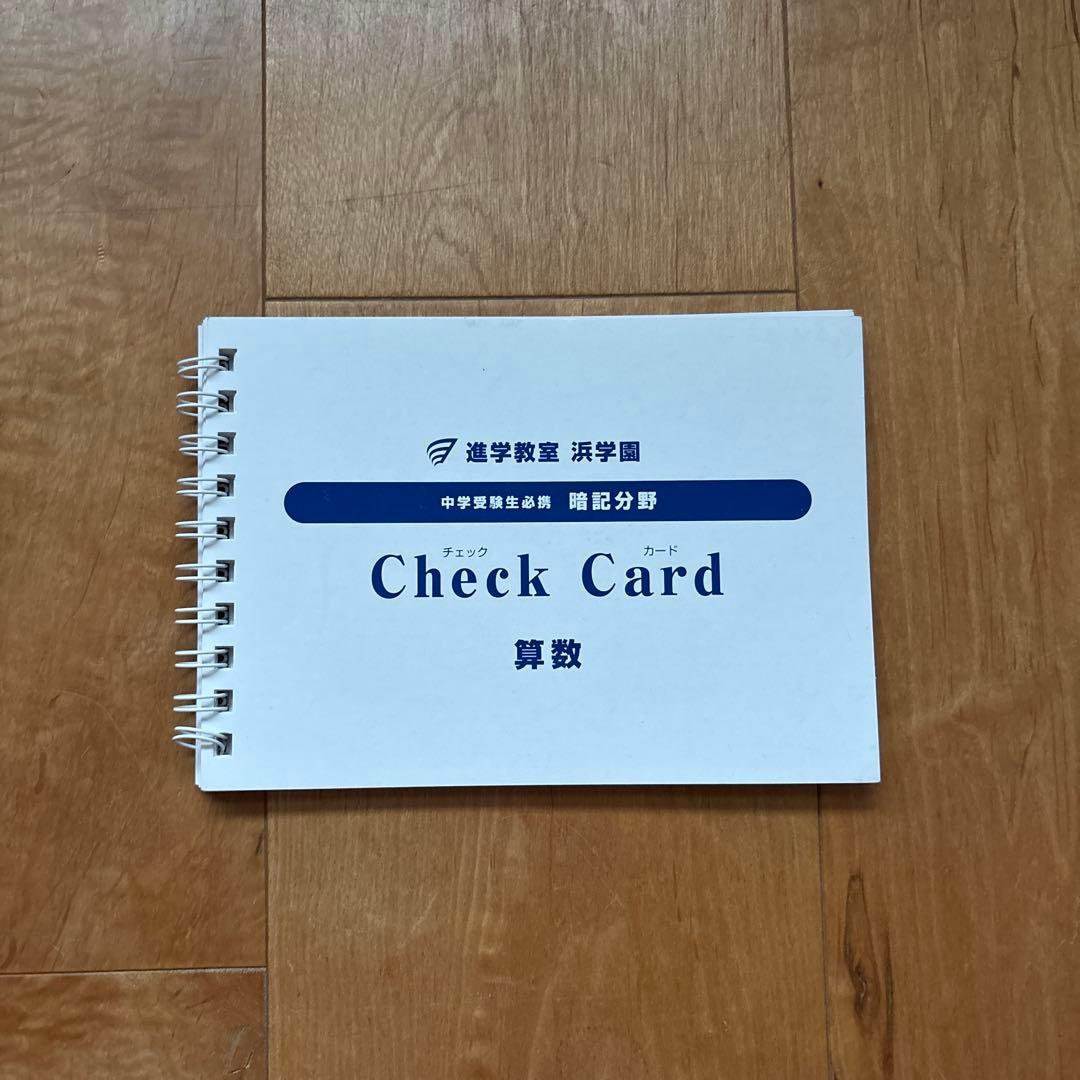 進学教室 浜学園
中学受験生必携 暗記分野
チェック カード
Check Card
算数